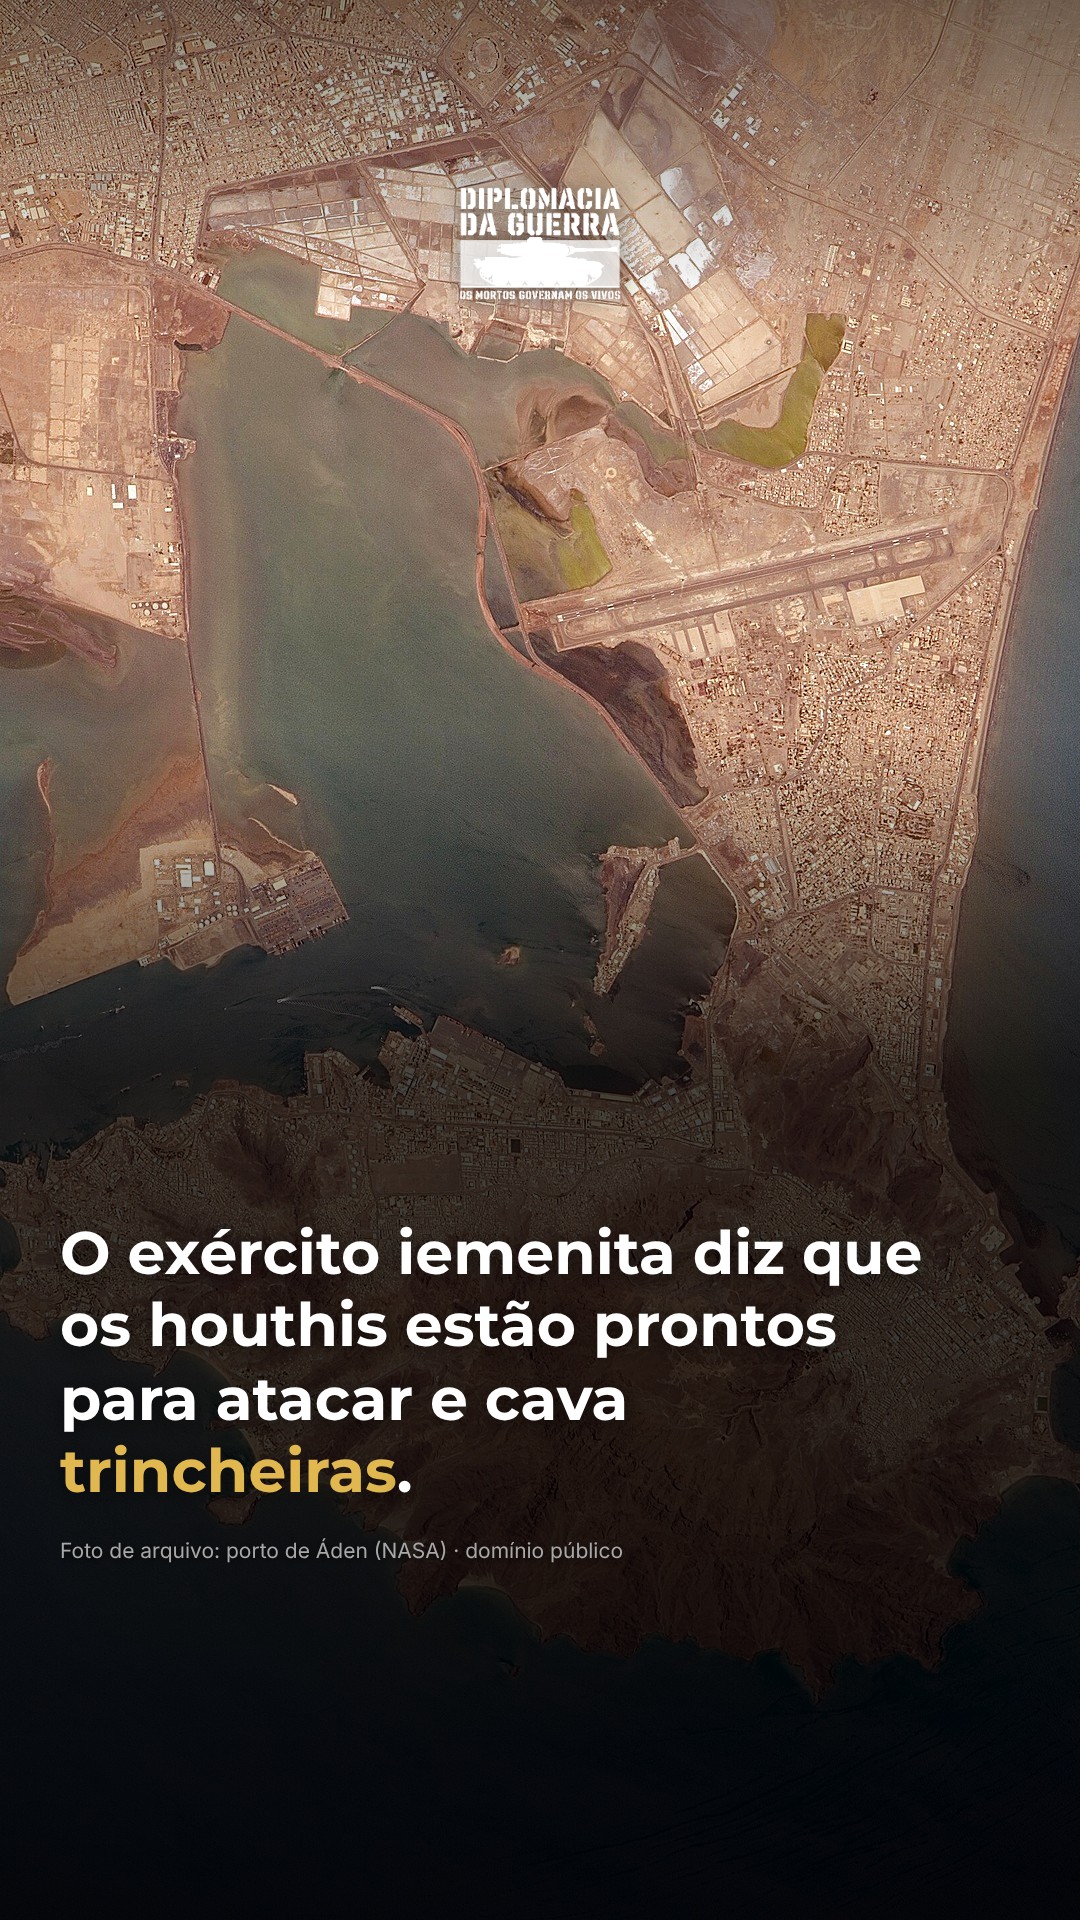 DIPLOMACIA
DA GUERRA
OS MORTOS GOVERNAM OS VIVOS
O exército iemenita diz que
os houthis estão prontos
para atacar e cava
trincheiras.
Foto de arquivo: porto de Áden (NASA) · domínio público